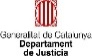 Generalitat de Catalunya
Departament
de Justícia